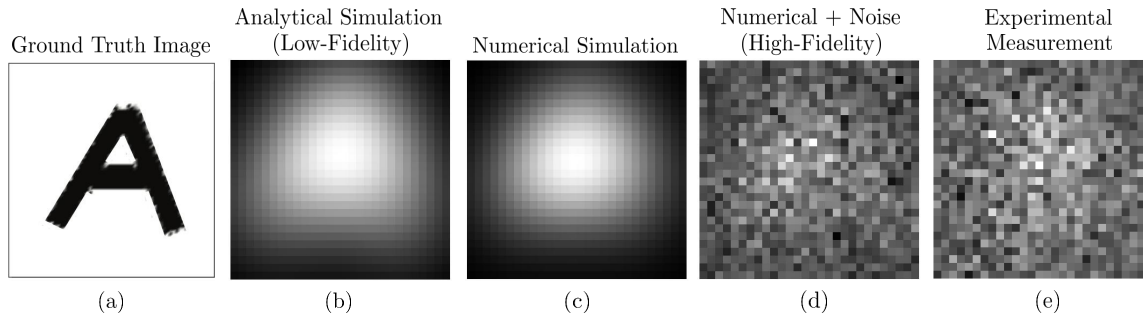 Ground Truth Image
Analytical Simulation
(Low-Fidelity)
Numerical Simulation
Numerical + Noise
(High-Fidelity)
Experimental
Measurement
A
(a)
(b)
(c)
(d)
(e)